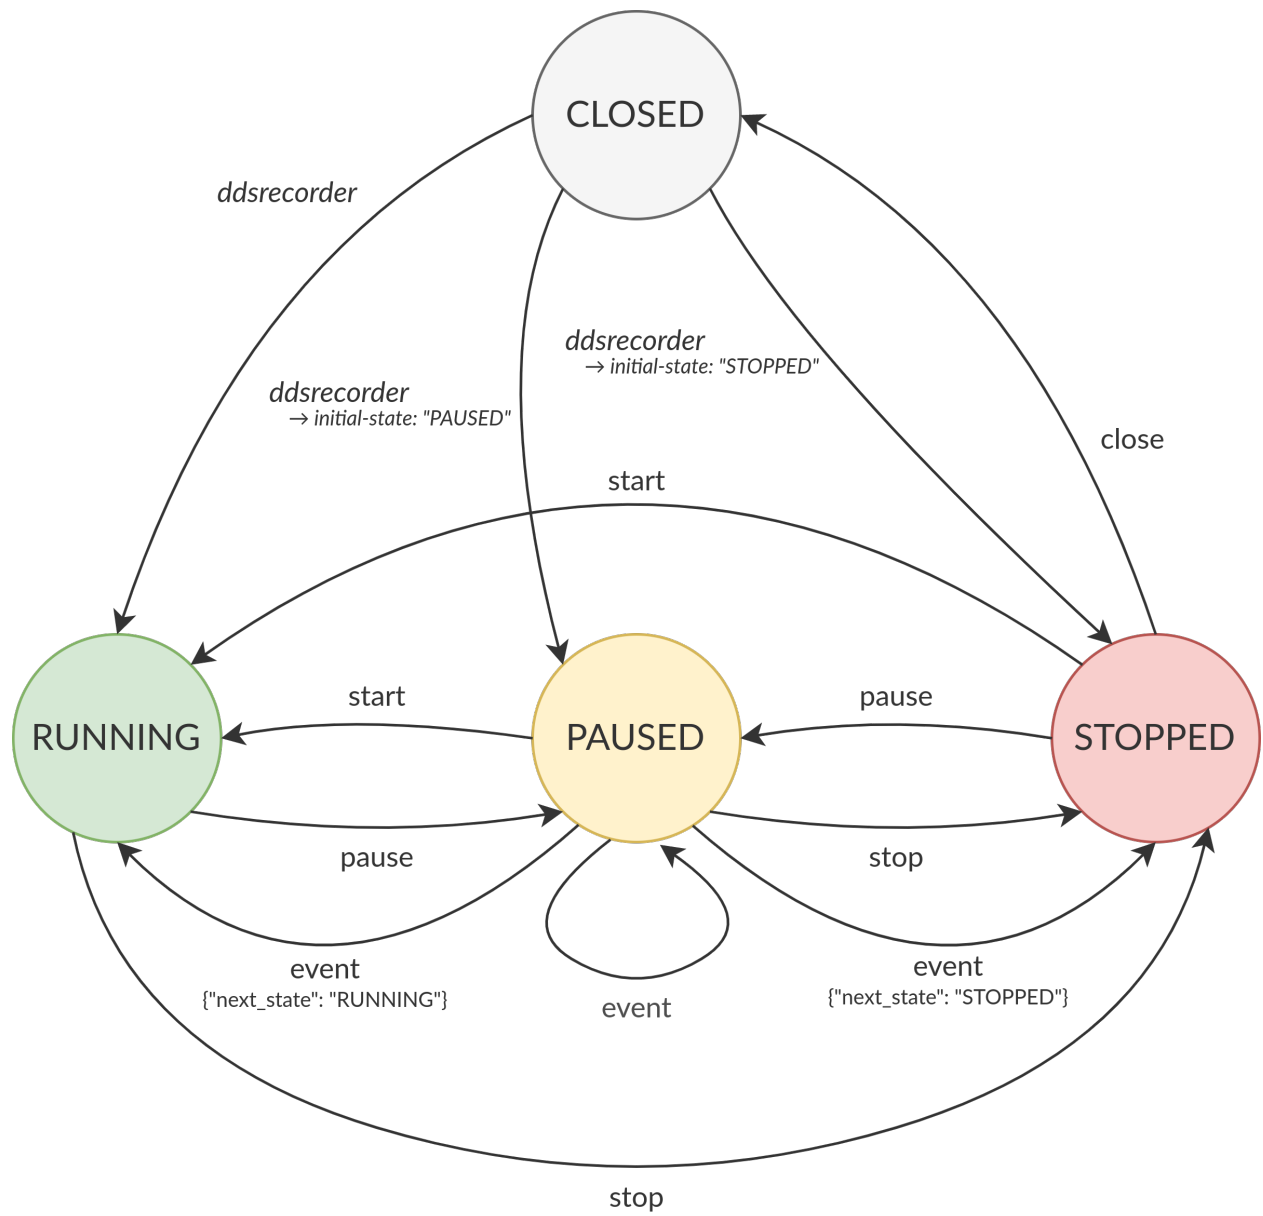 CLOSED
ddsrecorder
ddsrecorder
→ initial-state: "STOPPED"
ddsrecorder
→ initial-state: "PAUSED"
close
start
start
pause
RUNNING
PAUSED
STOPPED
pause
stop
event
{"next_state": "RUNNING"}
event
event
{"next_state": "STOPPED"}
stop